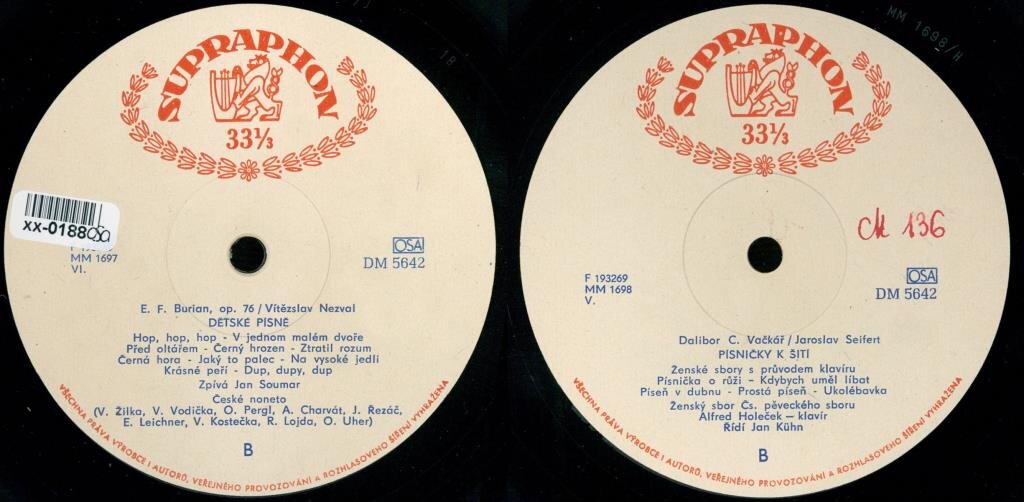 SUPRAPHON
33⅓
18
xx-0188
MM 1697
VI.
OSA
DM 5642
E. F. Burian, op. 76 / Vítězslav Nezval
DĚTSKÉ PÍSNĚ
Hop, hop, hop - V jednom malém dvoře
Před oltářem - Černý hrozen - Ztratil rozum
Černá hora - Jaký to palec - Na vysoké jedli
Krásné peří - Dup, dupy, dup
Zpívá Jan Soumar
České noneto
(V. Žilka, V. Vodička, O. Pergl, A. Charvát, J. Řezáč,
E. Leichner, V. Kostečka, R. Lojda, O. Uher)
B
VŠECHNA PRÁVA VÝROBCE I AUTORŮ, VEŘEJNÉHO PROVOZOVÁNÍ A ROZHLASOVÉHO ŠÍŘENÍ VYHRAŽENA
MM 1698/H
SUPRAPHON
33⅓
čk 136
F 193269
MM 1698
V.
OSA
DM 5642
Dalibor C. Vačkář / Jaroslav Seifert
PÍSNIČKY K ŠITÍ
Ženské sbory s průvodem klavíru
Písnička o růži – Kdybych uměl líbat
Píseň v dubnu - Prostá píseň - Ukolébavka
Ženský sbor Čs. pěveckého sboru
Alfred Holeček – klavír
Řídí Jan Kühn
B
VŠECHNA PRÁVA VÝROBCE I AUTORŮ, VEŘEJNÉHO PROVOZOVÁNÍ A ROZHLASOVÉHO ŠÍŘENÍ VYHRAŽENA